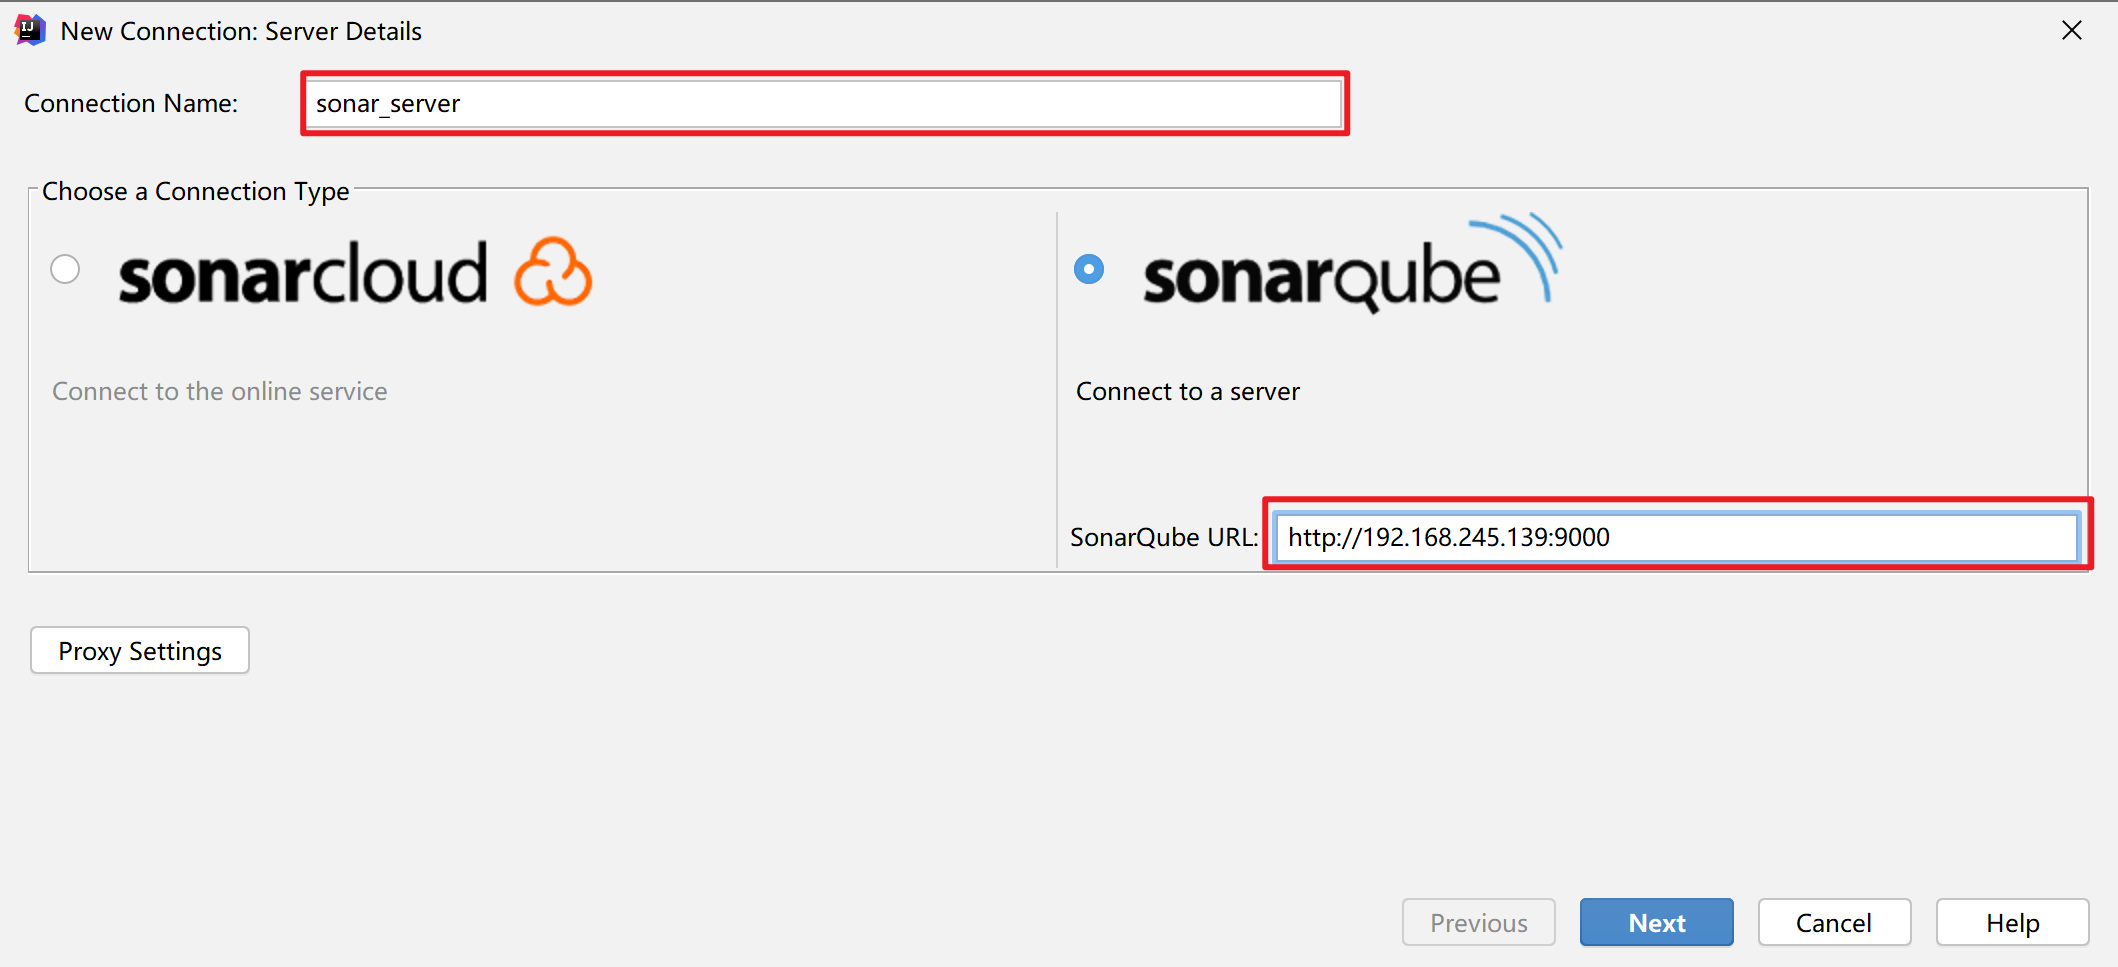 New Connection: Server Details
Connection Name:
sonar_server
Choose a Connection Type
sonarcloud
sonarqube
Connect to the online service
Connect to a server
SonarQube URL:
http://192.168.245.139:9000
Proxy Settings
Previous
Next
Cancel
Help